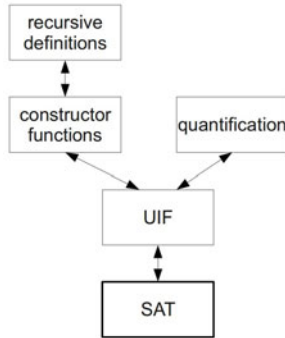 recursive
definitions
constructor
functions
quantification
UIF
SAT